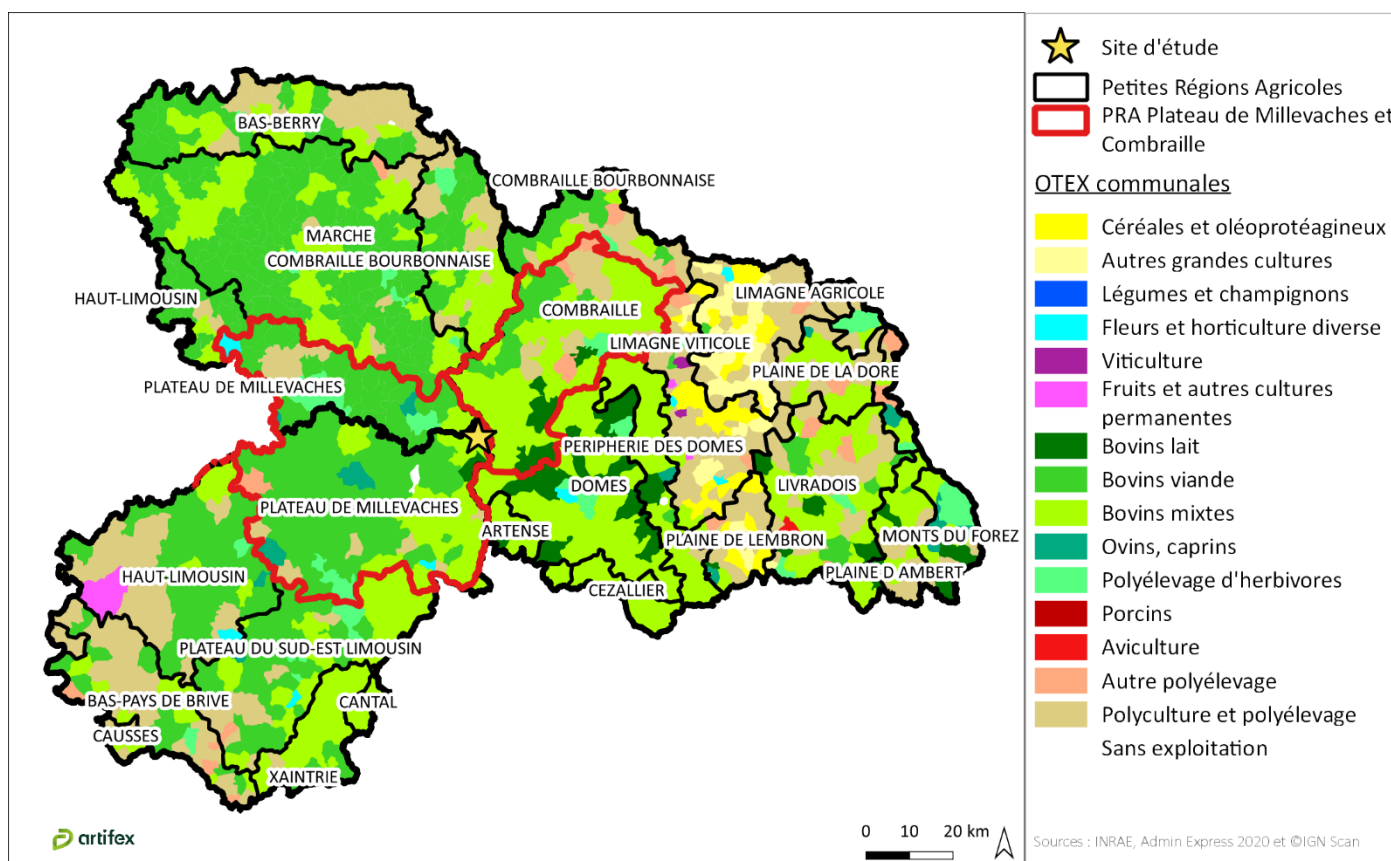 BAS-BERRY
COMBRAILLE BOURBONNAISE
MARCHE
COMBRAILLE BOURBONNAISE
HAUT-LIMOUSIN
COMBRAILLE
LIMAGNE AGRICOLE
LIMAGNE VITICOLE
PLATEAU DE MILLEVACHES
PLAINE DE LA DORE
PERIPHERIE DES DOMES
DOMES
LIVRADOIS
PLATEAU DE MILLEVACHES
ARTENSE
PLAINE DE LEMBRON
MONTS DU FOREZ
HAUT-LIMOUSIN
PLAINE D AMBERT
CEZALLIER
PLATEAU DU SUD-EST LIMOUSIN
BAS-PAYS DE BRIVE
CANTAL
CAUSSES
XAINTRIE
artifex
0 10 20 km
Site d'étude
Petites Régions Agricoles
PRA Plateau de Millevaches et
Combraille
OTEX communales
Céréales et oléoprotéagineux
Autres grandes cultures
Légumes et champignons
Fleurs et horticulture diverse
Viticulture
Fruits et autres cultures
permanentes
Bovins lait
Bovins viande
Bovins mixtes
Ovins, caprins
Polyélevage d'herbivores
Porcins
Aviculture
Autre polyélevage
Polyculture et polyélevage
Sans exploitation
Sources : INRAE, Admin Express 2020 et ©IGN Scan